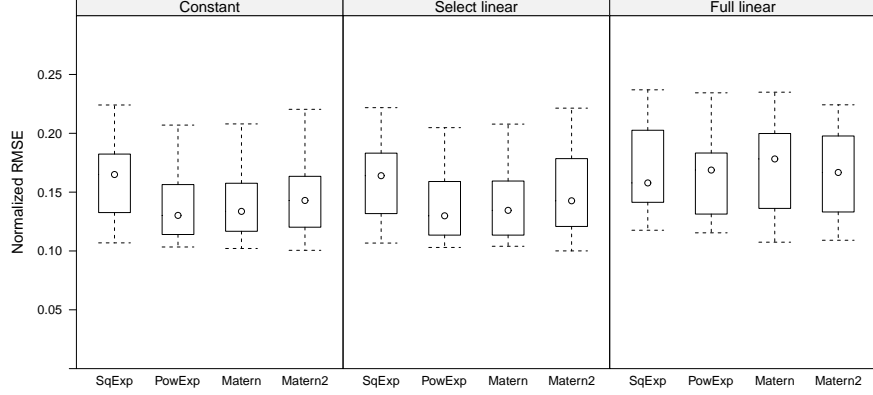 Constant Select linear Full linear
Normalized RMSE
0.25
0.20
0.15
0.10
0.05
SqExp PowExp Matern Matern2 SqExp PowExp Matern Matern2 SqExp PowExp Matern Matern2